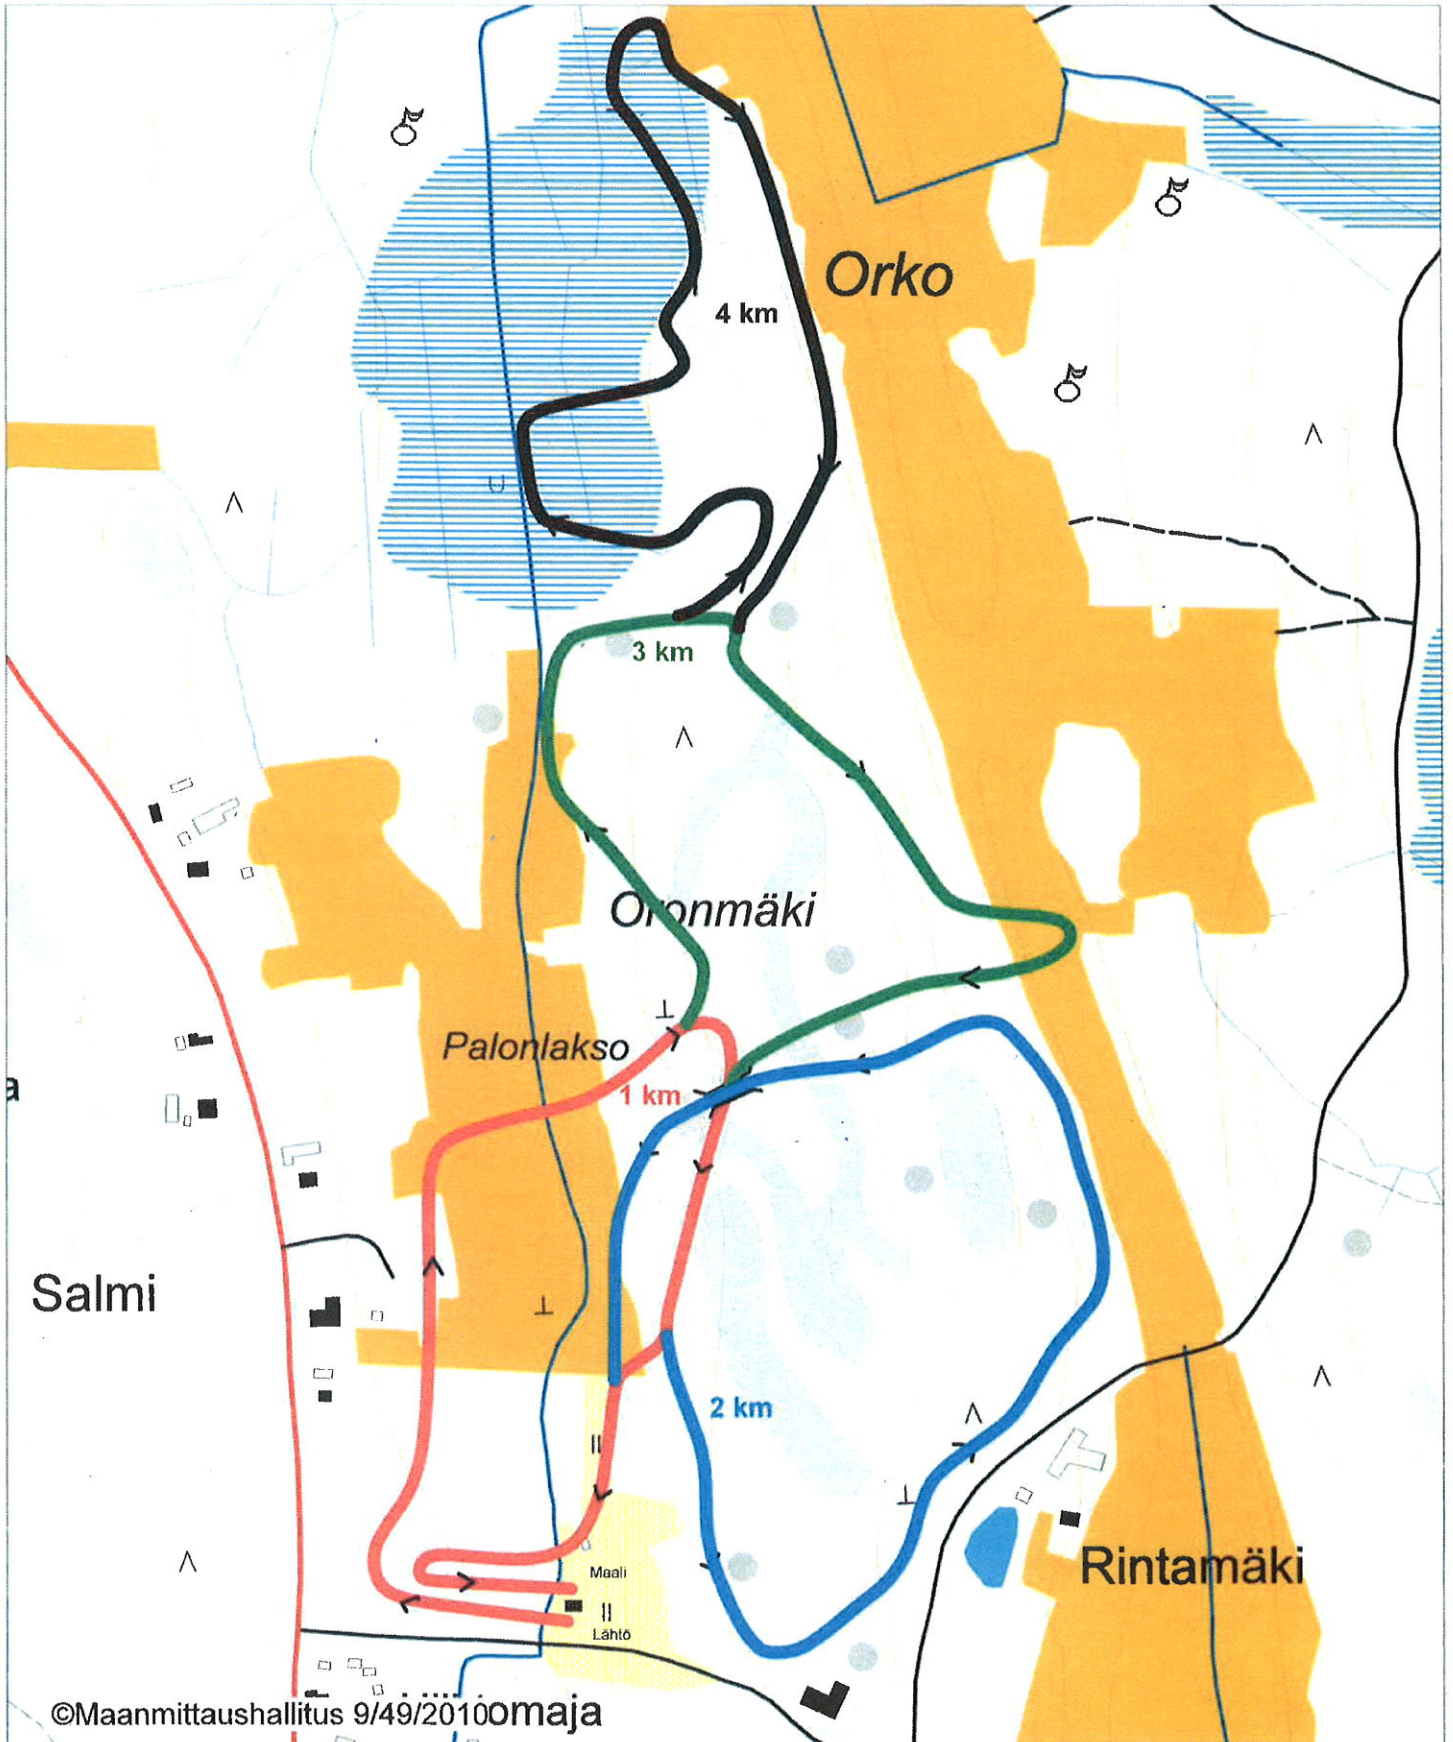 Orko
4 km
3 km
Oronmäki
Palonlakso
1 km
a
Salmi
2 km
Rintamäki
Maali
Lähtö
©Maanmittaushallitus 9/49/2010
omaja